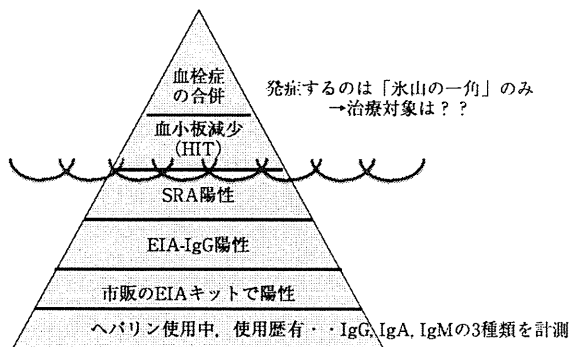 血栓症
の合併
発症するのは「氷山の一角」のみ
→治療対象は？？
血小板減少
(HIT)
SRA陽性
EIA-IgG陽性
市販のEIAキットで陽性
ヘパリン使用中，使用歴有・・IgG, IgA, IgMの3種類を計測